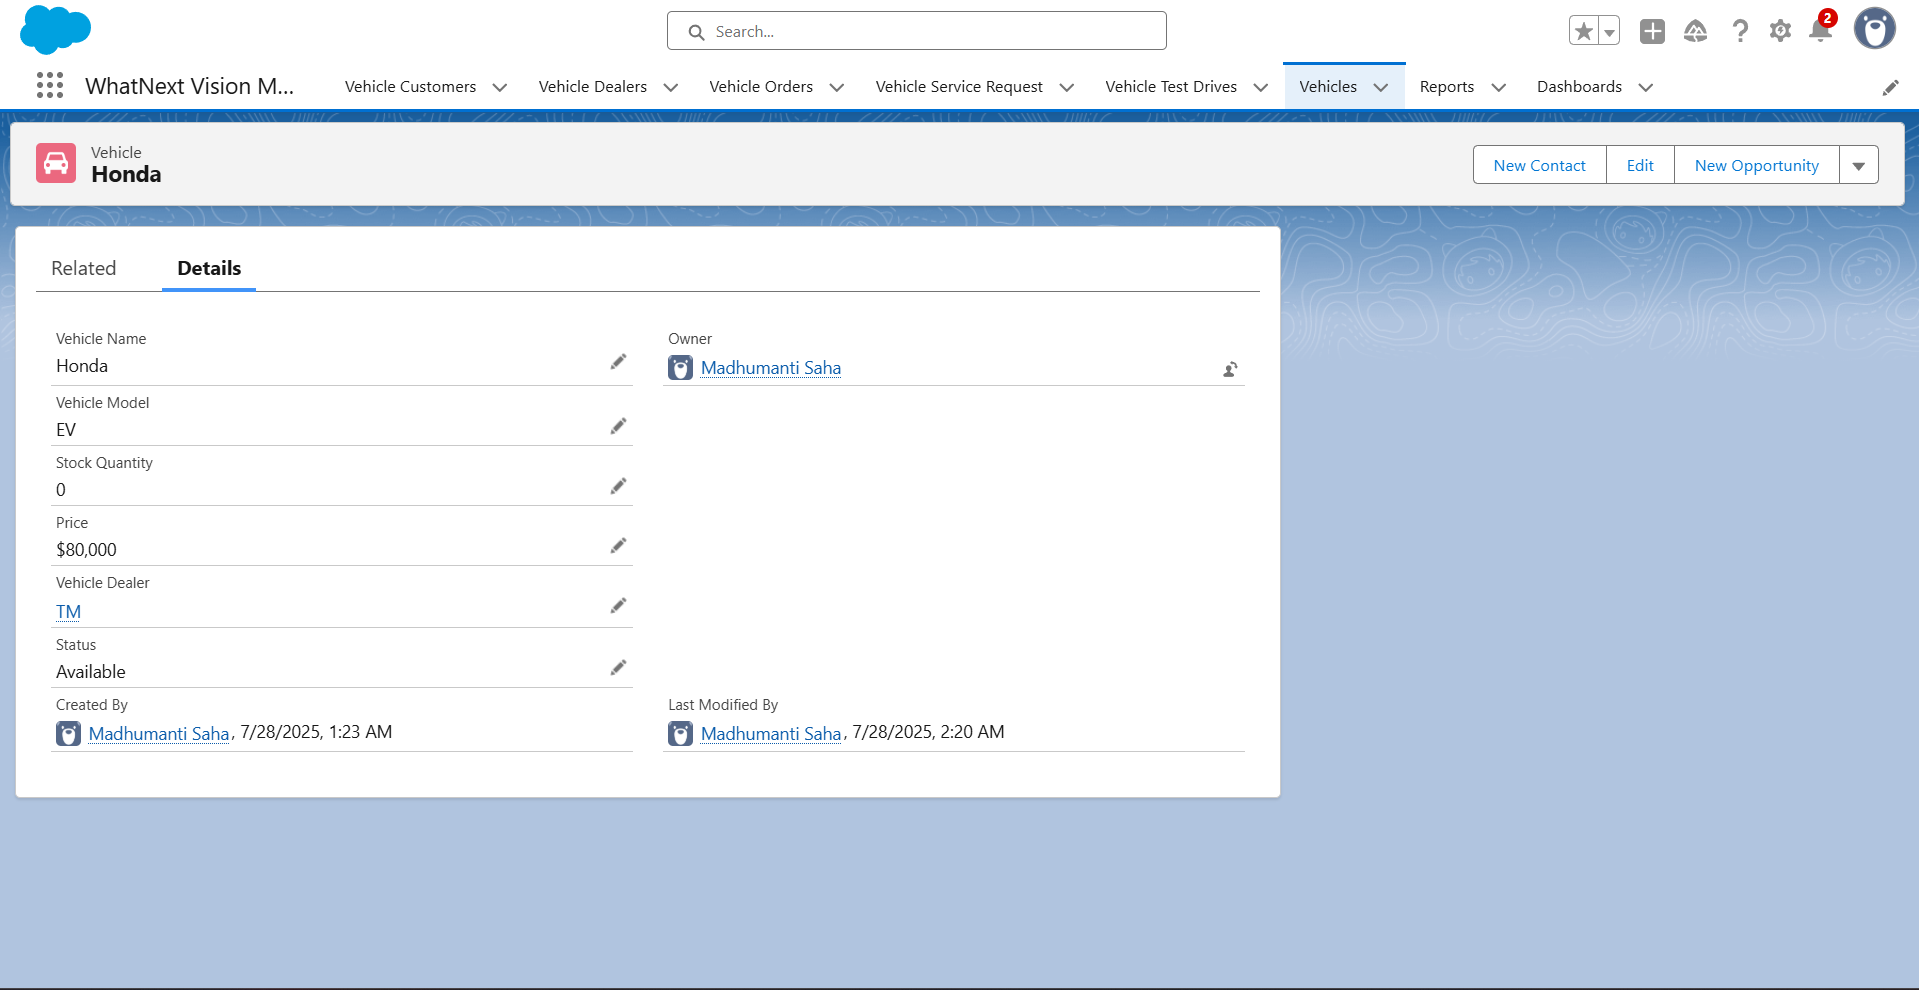 Search...
2
WhatNext Vision M...
Vehicle Customers
Vehicle Dealers
Vehicle Orders
Vehicle Service Request
Vehicle Test Drives
Vehicles
Reports
Dashboards
Vehicle
Honda
New Contact
Edit
New Opportunity
Related
Details
Vehicle Name
Honda
Owner
Madhumanti Saha
Vehicle Model
EV
Stock Quantity
0
Price
$80,000
Vehicle Dealer
TM
Status
Available
Created By
Madhumanti Saha, 7/28/2025, 1:23 AM
Last Modified By
Madhumanti Saha, 7/28/2025, 2:20 AM